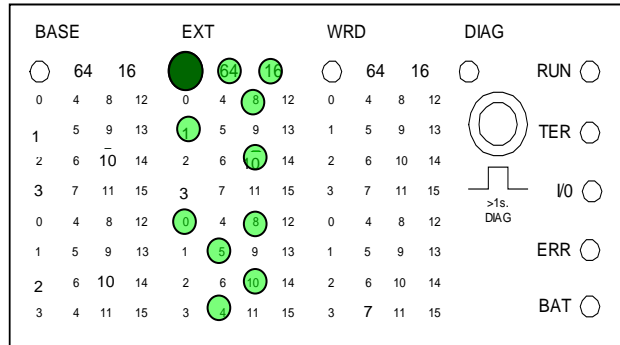 BASE EXT WRD DIAG
64 16 64 16 64 16 RUN
0 4 8 12 0 4 8 12 0 4 8 12
1 5 9 13 1 5 9 13 1 5 9 13 TER
2 6 10 14 2 6 10 14 2 6 10 14
3 7 11 15 3 7 11 15 3 7 11 15 I/0
>1s.
DIAG
0 4 8 12 0 4 8 12 0 4 8 12
1 5 9 13 1 5 9 13 1 5 9 13 ERR
2 6 10 14 2 6 10 14 2 6 10 14
3 4 11 15 3 4 11 15 3 7 11 15 BAT